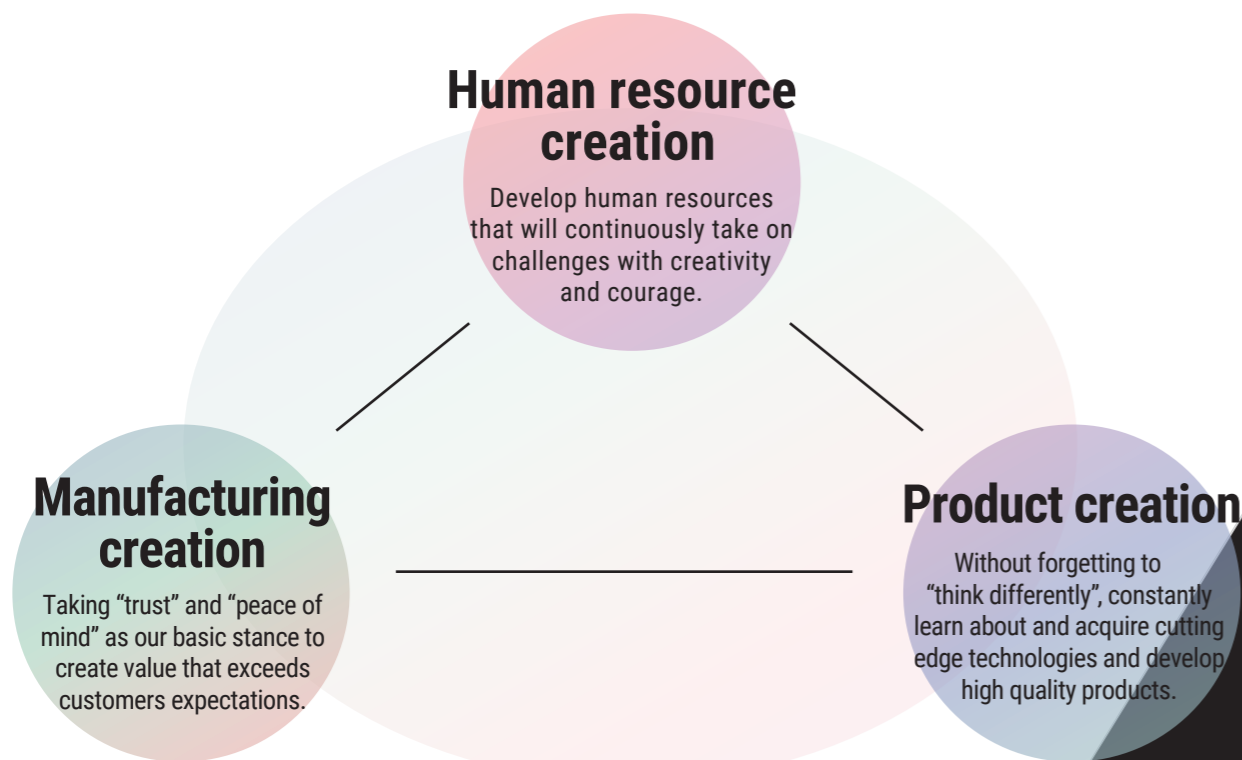 Human resource
creation
Develop human resources
that will continuously take on
challenges with creativity
and courage.
Manufacturing
creation
Taking “trust” and “peace of
mind” as our basic stance to
create value that exceeds
customers expectations.
Product creation
Without forgetting to
“think differently”, constantly
learn about and acquire cutting
edge technologies and develop
high quality products.